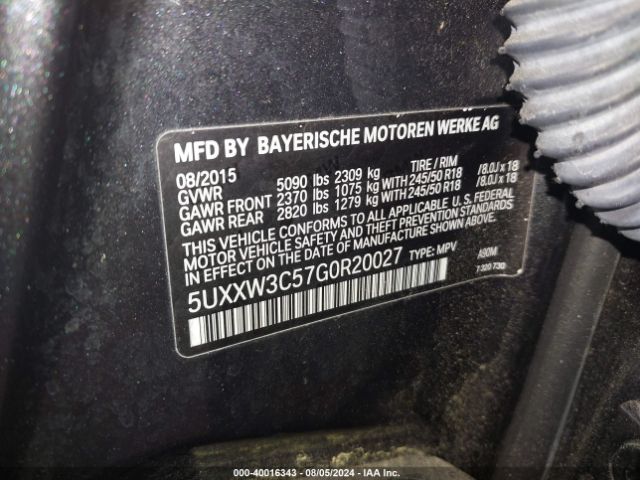 MFD BY BAYERISCHE MOTOREN WERKE AG
08/2015
GVWR 5090 lbs 2309 kg TIRE / RIM
GAWR FRONT 2370 lbs 1075 kg WITH 245/50 R18 /8.0J x 18
GAWR REAR 2820 lbs 1279 kg WITH 245/50 R18 /8.0J x 18
THIS VEHICLE CONFORMS TO ALL APPLICABLE U.S. FEDERAL
MOTOR VEHICLE SAFETY AND THEFT PREVENTION STANDARDS
IN EFFECT ON THE DATE OF MANUFACTURE SHOWN ABOVE.
5UXXW3C57G0R20027 TYPE: MPV A90M
7 320 730
000-40016343 - 08/05/2024 - IAA Inc.